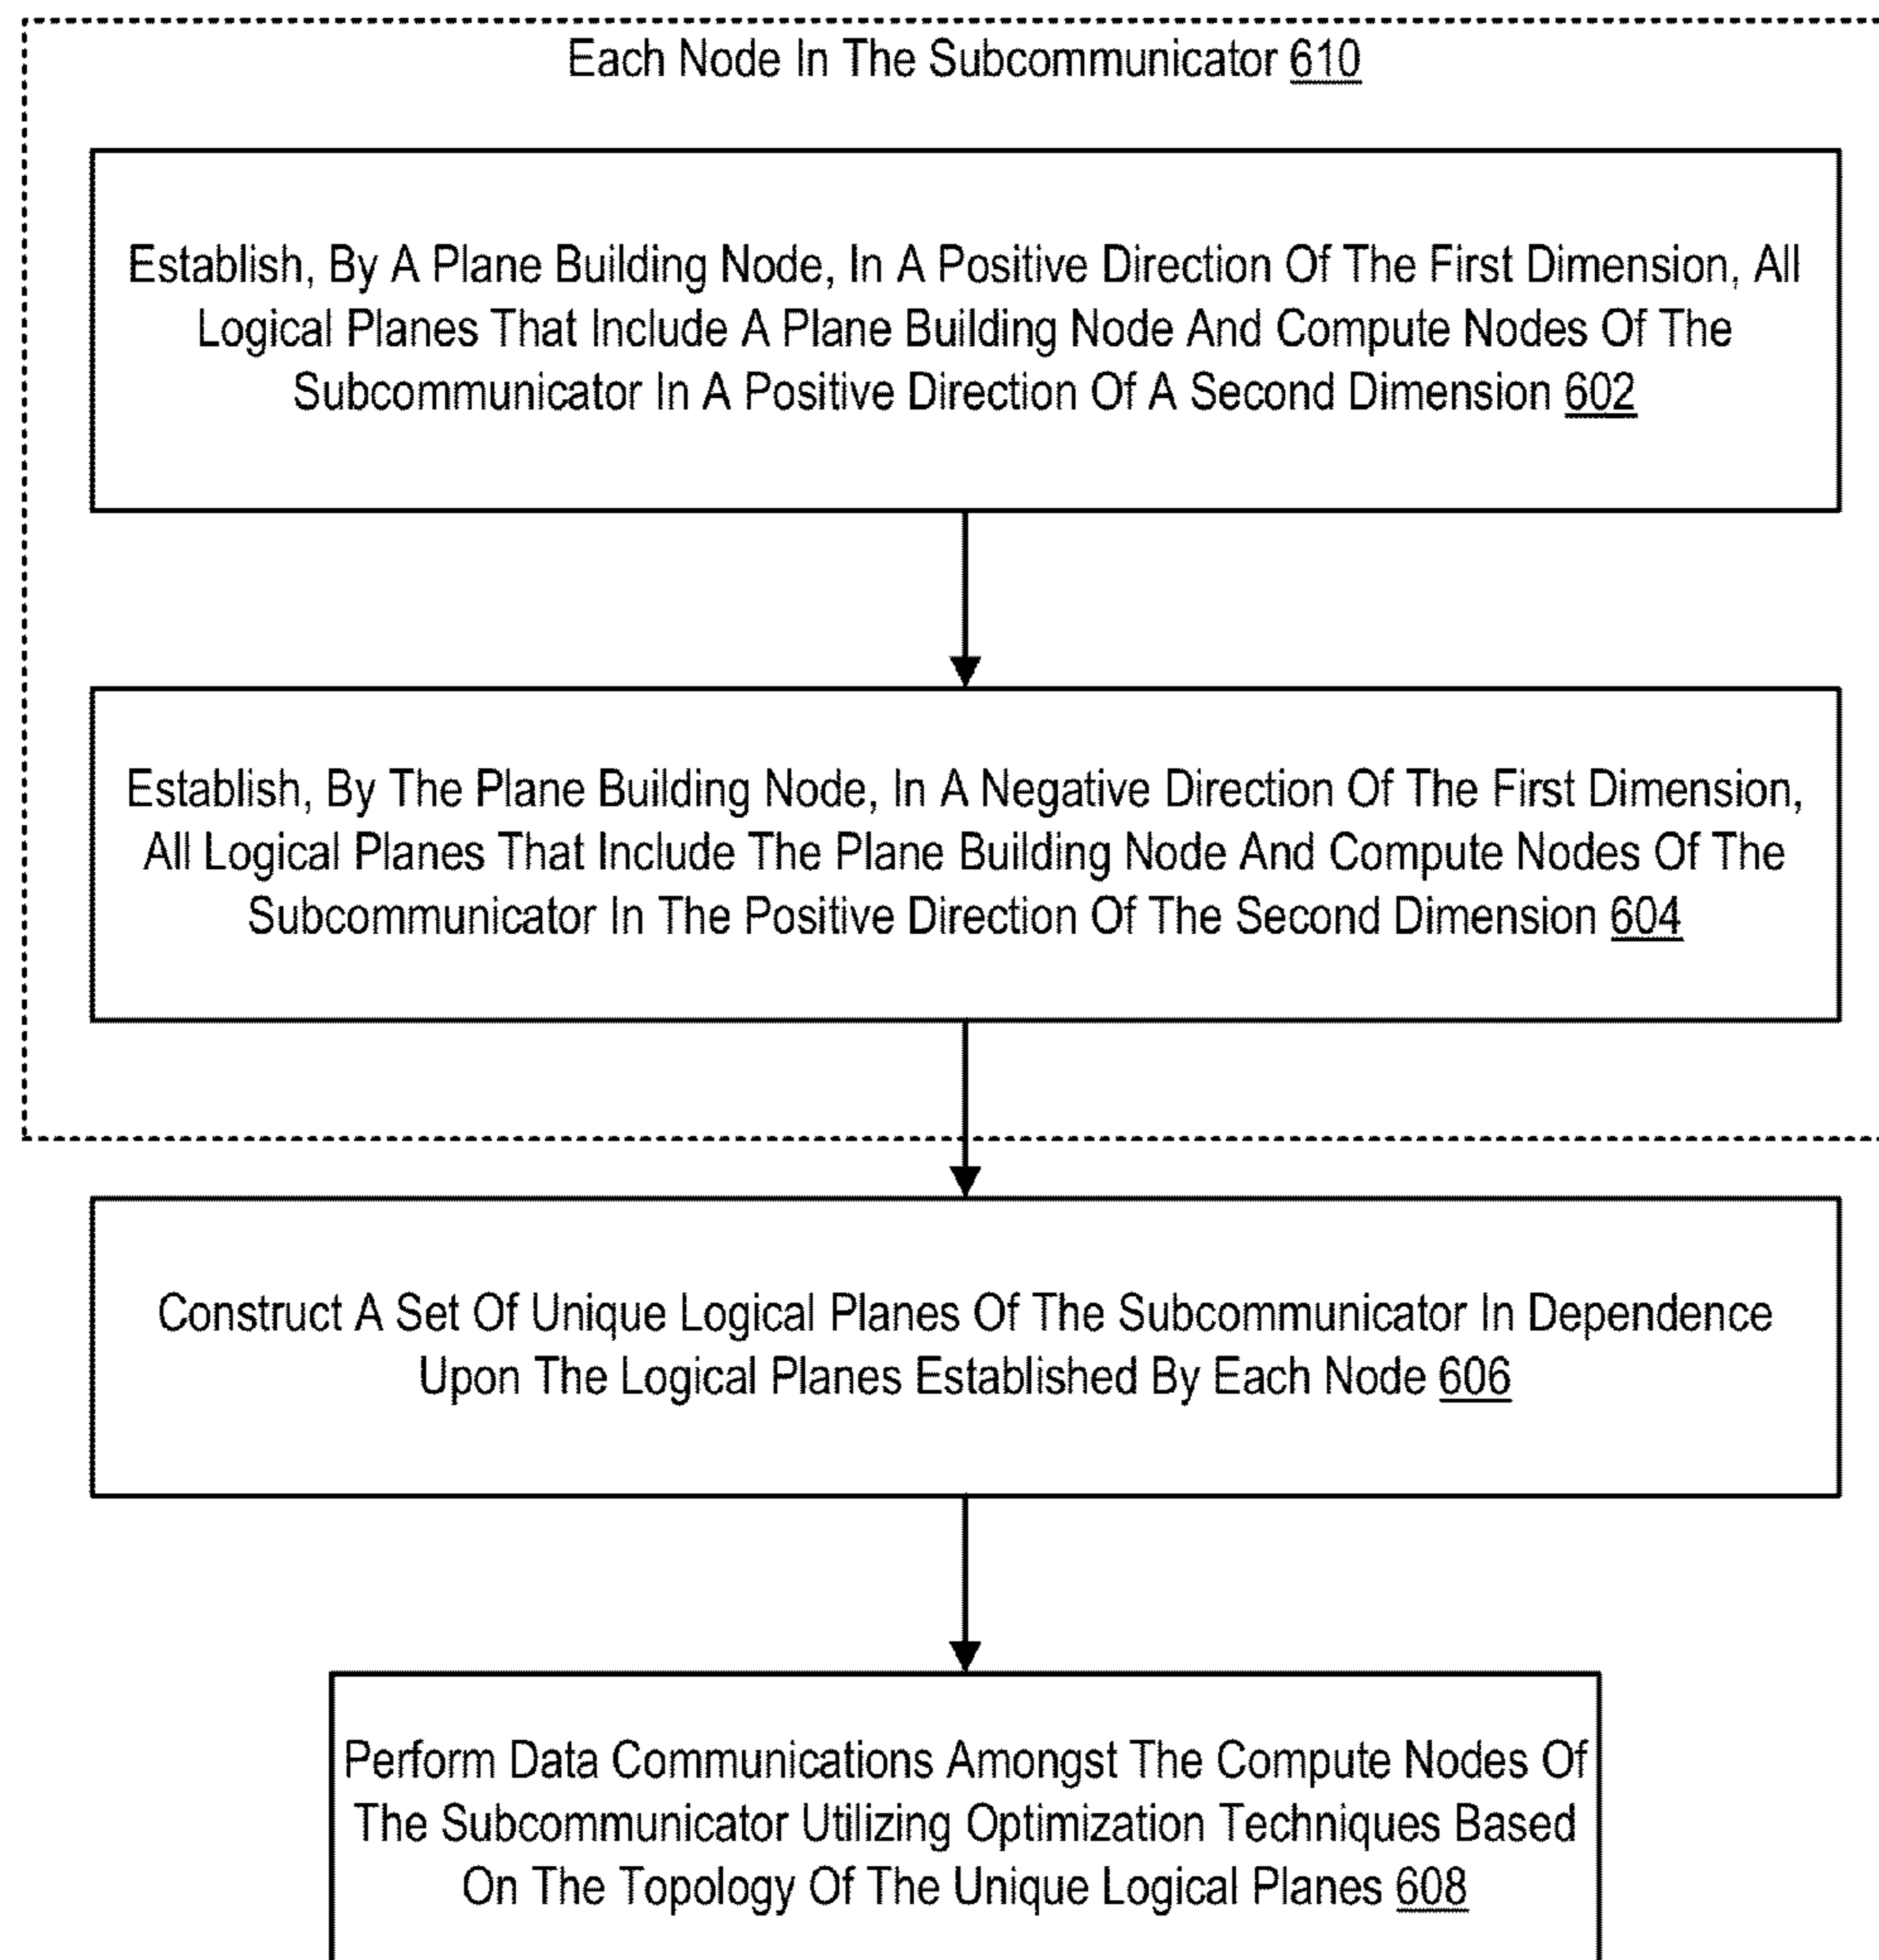 Each Node In The Subcommunicator 610
Establish, By A Plane Building Node, In A Positive Direction Of The First Dimension, All
Logical Planes That Include A Plane Building Node And Compute Nodes Of The
Subcommunicator In A Positive Direction Of A Second Dimension 602
Establish, By The Plane Building Node, In A Negative Direction Of The First Dimension,
All Logical Planes That Include The Plane Building Node And Compute Nodes Of The
Subcommunicator In The Positive Direction Of The Second Dimension 604
Construct A Set Of Unique Logical Planes Of The Subcommunicator In Dependence
Upon The Logical Planes Established By Each Node 606
Perform Data Communications Amongst The Compute Nodes Of
The Subcommunicator Utilizing Optimization Techniques Based
On The Topology Of The Unique Logical Planes 608